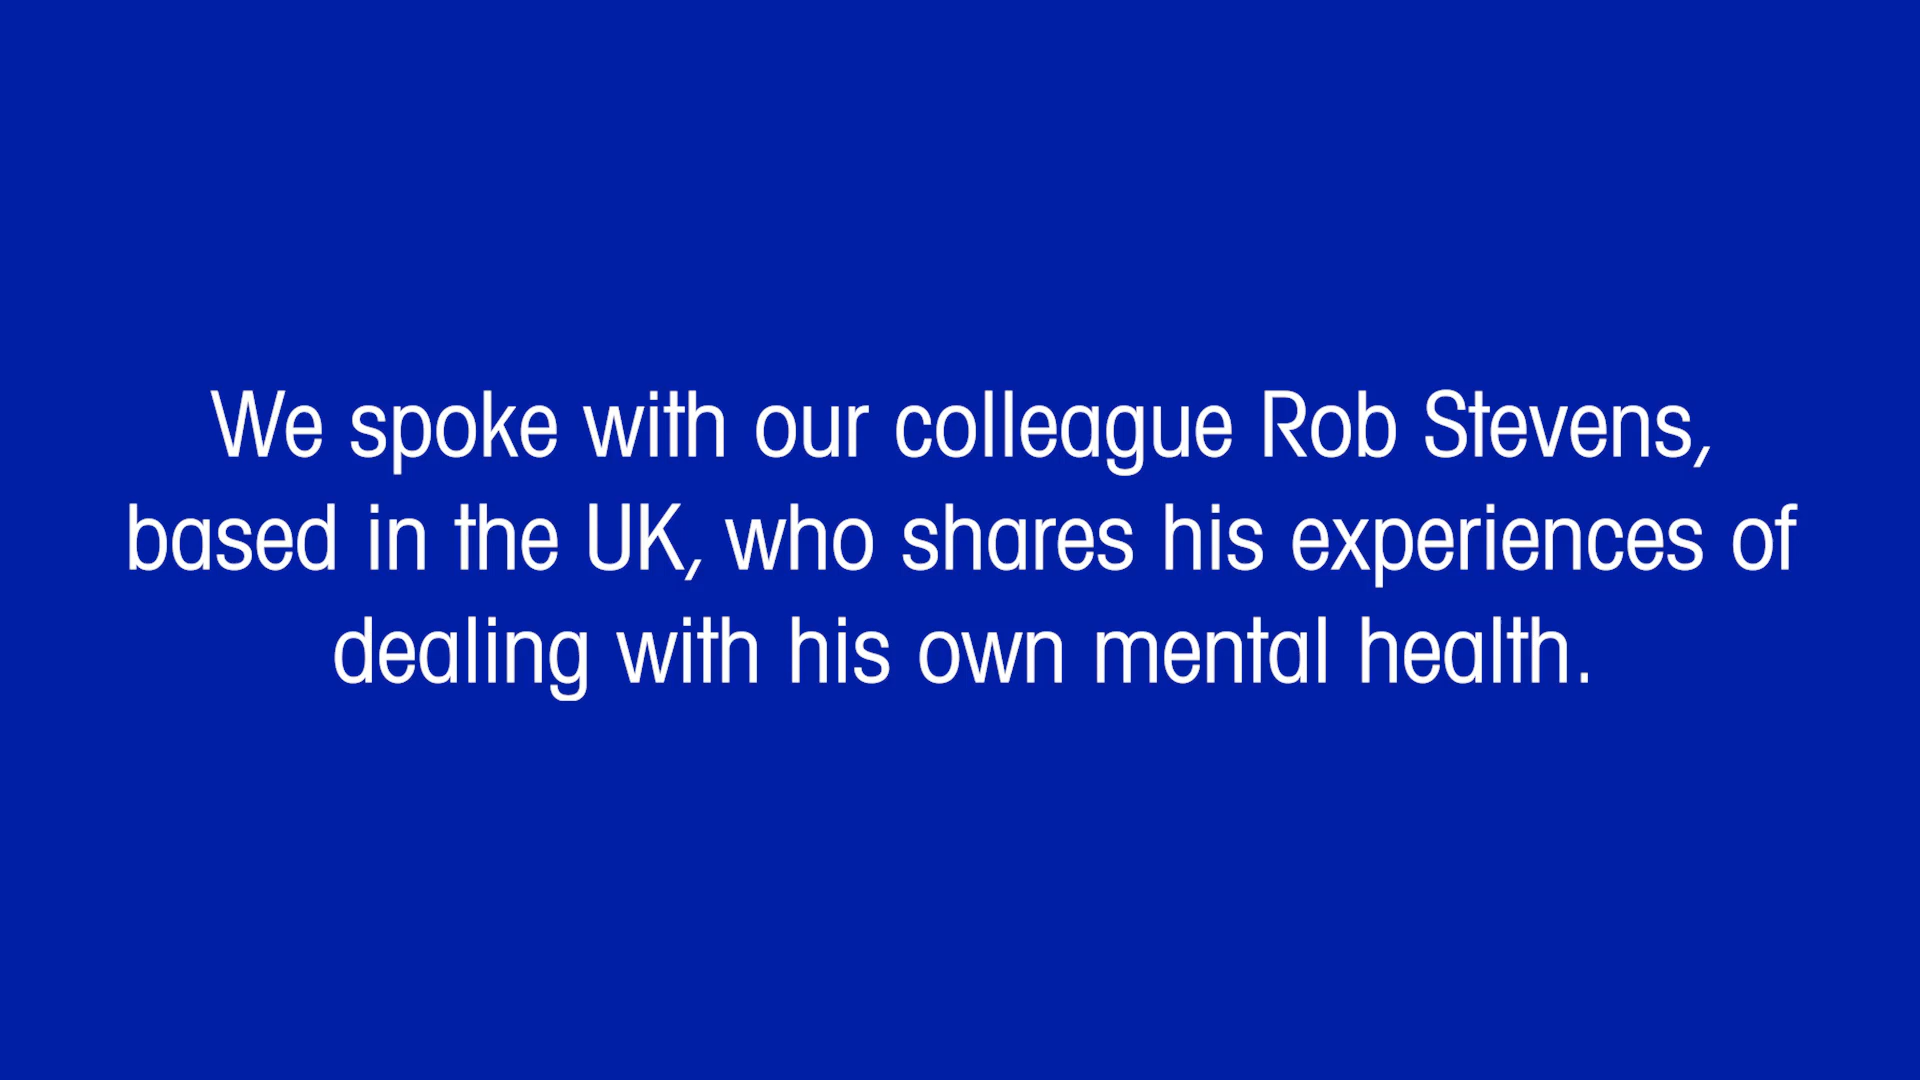 We spoke with our colleague Rob Stevens,
based in the UK, who shares his experiences of
dealing with his own mental health.